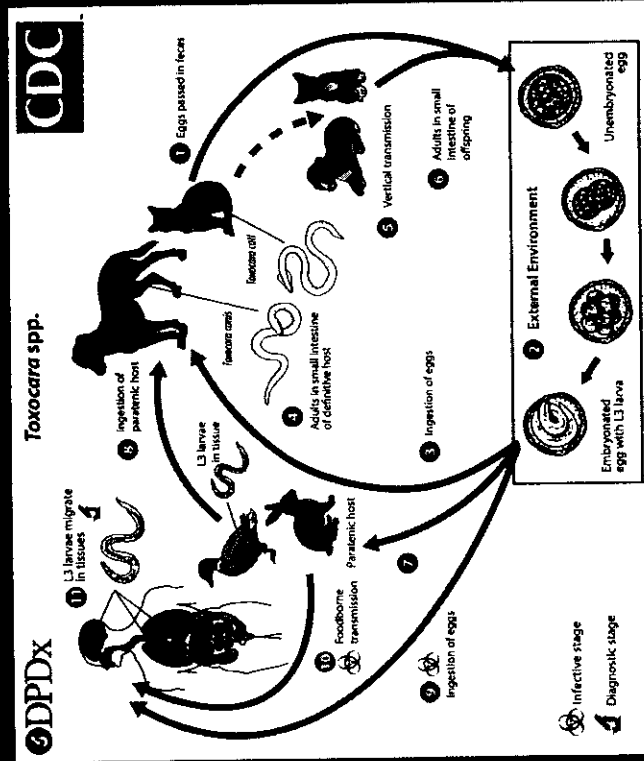 DPDx
Toxocara spp.
CDC
1 Eggs passed in feces
2 External Environment
Unembryonated
egg
Embryonated
egg with L3 larva
3 Ingestion of eggs
Toxocara canis
Toxocara cati
4
Adults in small intestine
of definitive host
5 Vertical transmission
6 Adults in small
intestine of
offspring
7
Paratenic host
L3 larvae
in tissue
8 Ingestion of
paratenic host
9
Ingestion of eggs
10 Foodborne
transmission
11 L3 larvae migrate
in tissues
Infective stage
Diagnostic stage